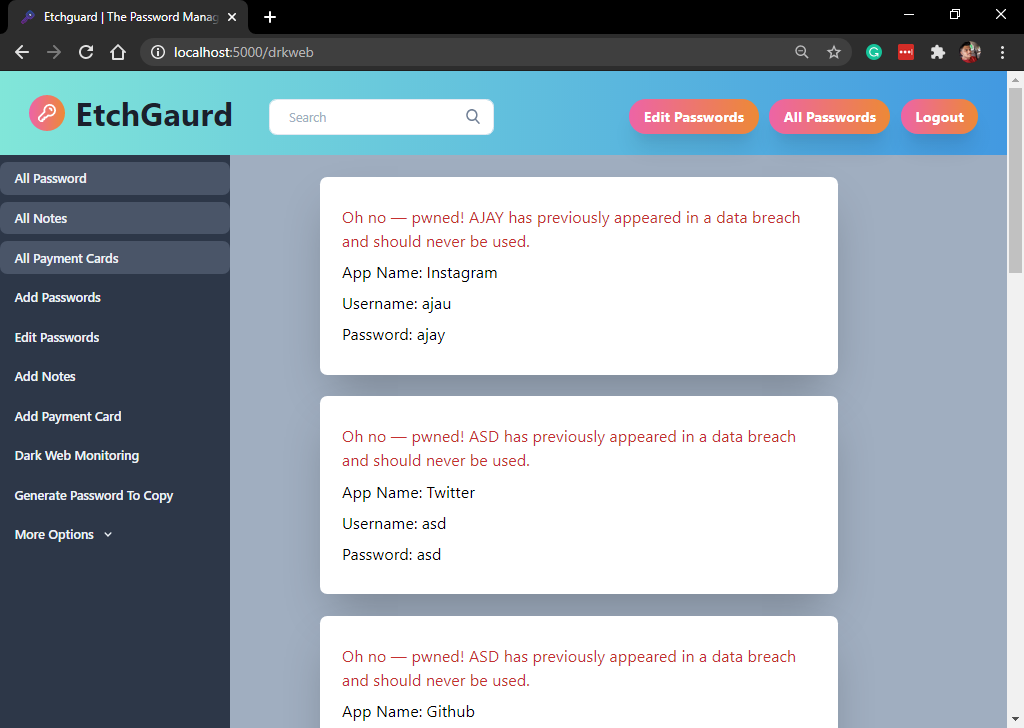 Etchguard | The Password Manag
localhost:5000/drkweb
EtchGaurd
Search
Edit Passwords
All Passwords
Logout
All Password
All Notes
All Payment Cards
Add Passwords
Edit Passwords
Add Notes
Add Payment Card
Dark Web Monitoring
Generate Password To Copy
More Options
Oh no — pwned! AJAY has previously appeared in a data breach
and should never be used.
App Name: Instagram
Username: ajau
Password: ajay
Oh no — pwned! ASD has previously appeared in a data breach
and should never be used.
App Name: Twitter
Username: asd
Password: asd
Oh no — pwned! ASD has previously appeared in a data breach
and should never be used.
App Name: Github